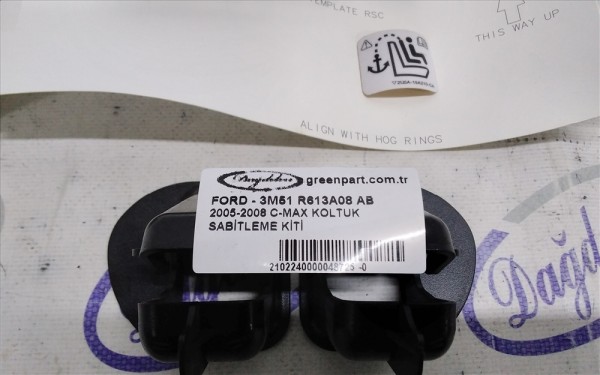 TEMPLATE RSC
THIS WAY UP
ALIGN WITH HOG RINGS
greenpart.com.tr
FORD - 3M51 R613A08 AB
2005-2008 C-MAX KOLTUK
SABİTLEME KİTİ
Dağd